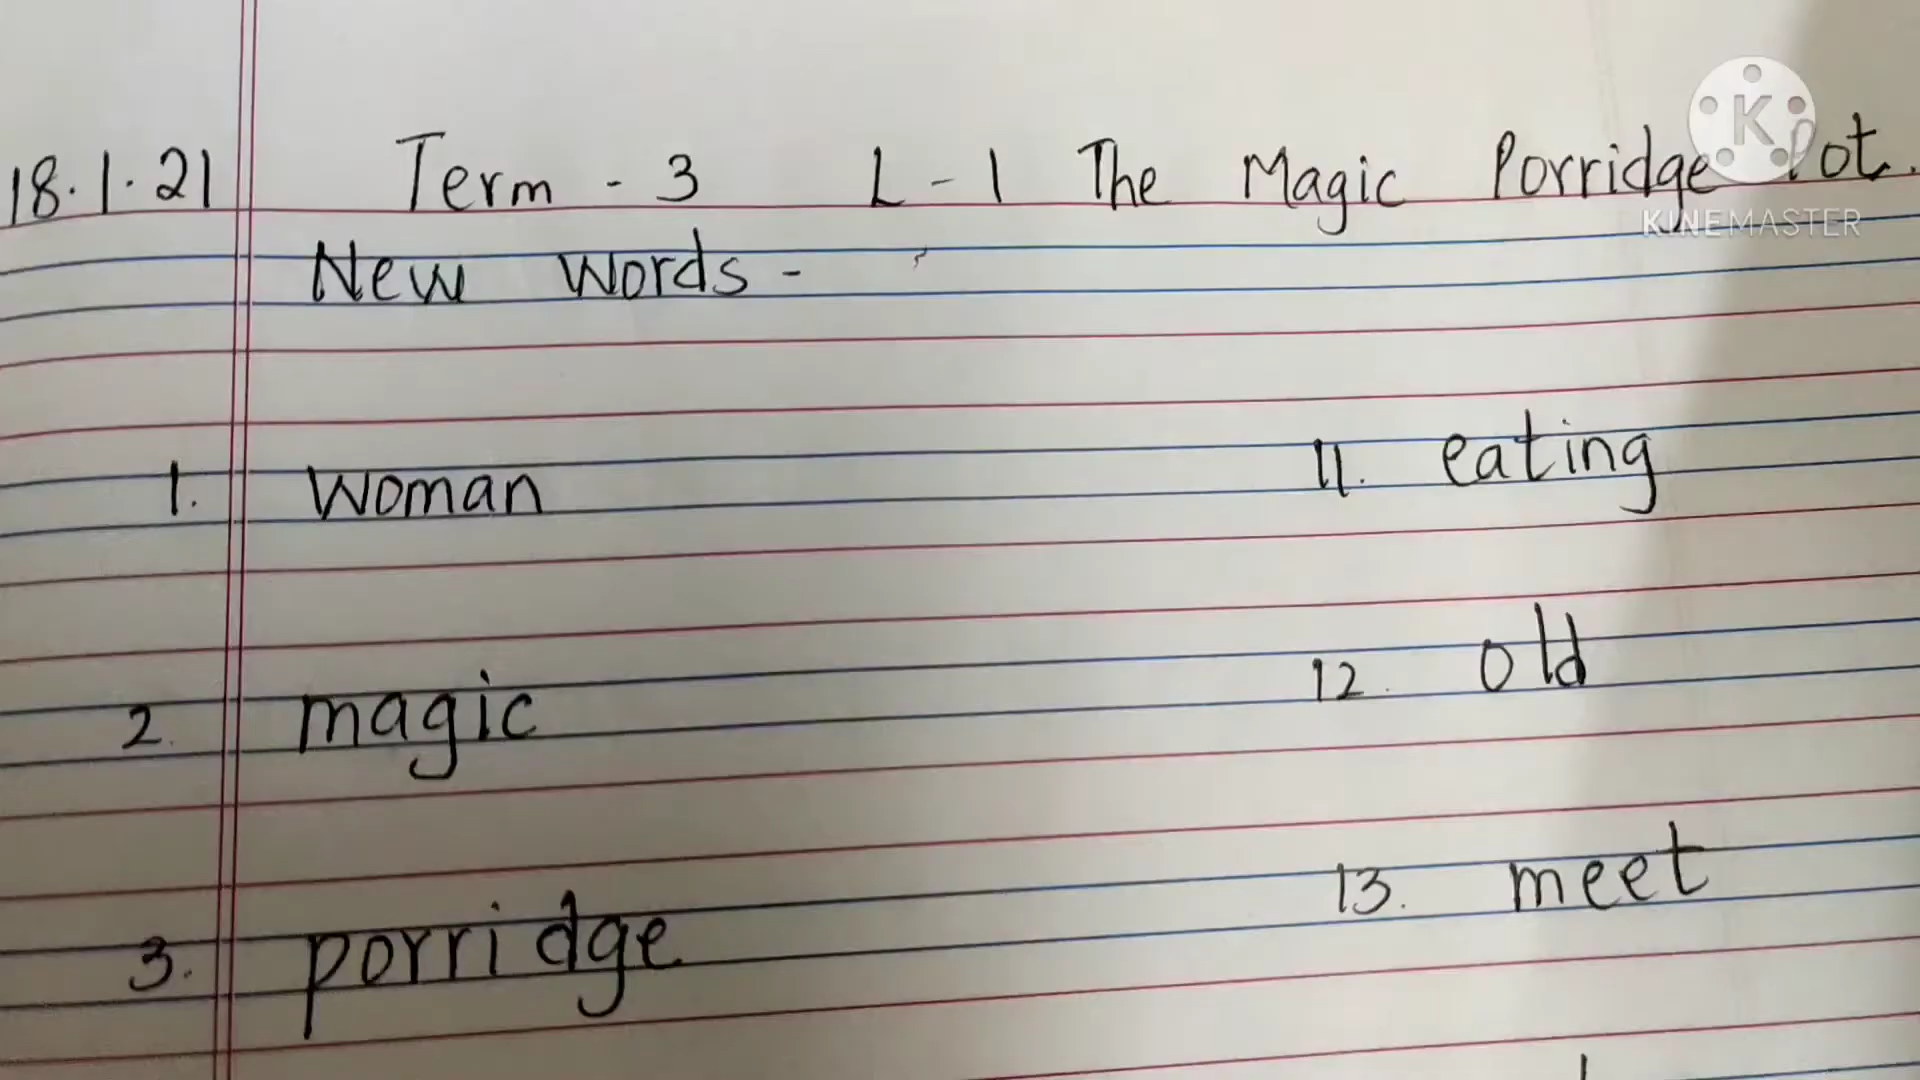 18.1.21 Term - 3 L - 1 The Magic Porridge Pot.
KINEMASTER
New Words -
1. Woman 11. eating
2. magic 12. old
3. porridge 13. meet